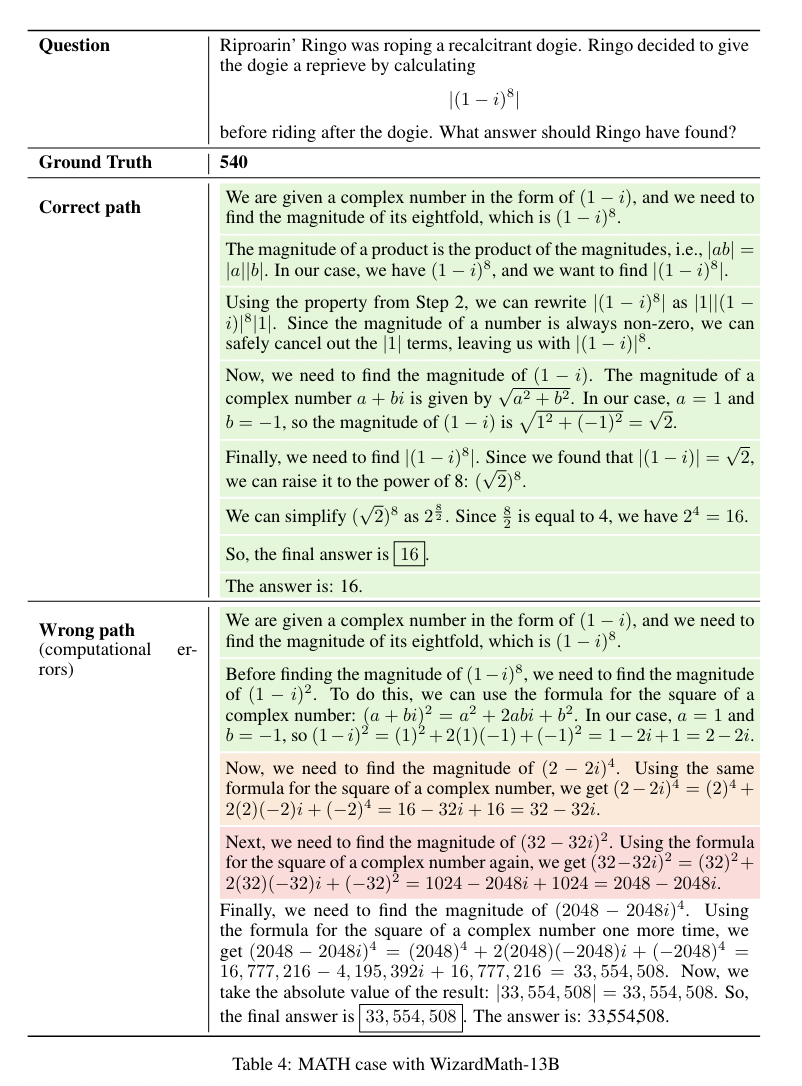 Question
Riproarin' Ringo was roping a recalcitrant dogie. Ringo decided to give
the dogie a reprieve by calculating
|(1 − i)^8|
before riding after the dogie. What answer should Ringo have found?
Ground Truth
540
Correct path
We are given a complex number in the form of (1 − i), and we need to
find the magnitude of its eightfold, which is (1 − i)^8.
The magnitude of a product is the product of the magnitudes, i.e., |ab| =
|a||b|. In our case, we have (1 − i)^8, and we want to find |(1 − i)^8|.
Using the property from Step 2, we can rewrite |(1 − i)^8| as |1||(1 −
i)|^8|1|. Since the magnitude of a number is always non-zero, we can
safely cancel out the |1| terms, leaving us with |(1 − i)|^8.
Now, we need to find the magnitude of (1 − i). The magnitude of a
complex number a + bi is given by √(a^2 + b^2). In our case, a = 1 and
b = −1, so the magnitude of (1 − i) is √(1^2 + (−1)^2) = √2.
Finally, we need to find |(1 − i)^8|. Since we found that |(1 − i)| = √2,
we can raise it to the power of 8: (√2)^8.
We can simplify (√2)^8 as 2^(8/2). Since 8/2 is equal to 4, we have 2^4 = 16.
So, the final answer is 16.
The answer is: 16.
Wrong path
(computational er-
rors)
We are given a complex number in the form of (1 − i), and we need to
find the magnitude of its eightfold, which is (1 − i)^8.
Before finding the magnitude of (1 − i)^8, we need to find the magnitude
of (1 − i)^2. To do this, we can use the formula for the square of a
complex number: (a + bi)^2 = a^2 + 2abi + b^2. In our case, a = 1 and
b = −1, so (1 − i)^2 = (1)^2 + 2(1)(−1) + (−1)^2 = 1 − 2i + 1 = 2 − 2i.
Now, we need to find the magnitude of (2 − 2i)^4. Using the same
formula for the square of a complex number, we get (2 − 2i)^4 = (2)^4 +
2(2)(−2)i + (−2)^4 = 16 − 32i + 16 = 32 − 32i.
Next, we need to find the magnitude of (32 − 32i)^2. Using the formula
for the square of a complex number again, we get (32−32i)^2 = (32)^2+
2(32)(−32)i + (−32)^2 = 1024 − 2048i + 1024 = 2048 − 2048i.
Finally, we need to find the magnitude of (2048 − 2048i)^4. Using
the formula for the square of a complex number one more time, we
get (2048 − 2048i)^4 = (2048)^4 + 2(2048)(−2048)i + (−2048)^4 =
16, 777, 216 − 4, 195, 392i + 16, 777, 216 = 33, 554, 508. Now, we
take the absolute value of the result: |33, 554, 508| = 33, 554, 508. So,
the final answer is 33, 554, 508. The answer is: 33,554,508.
Table 4: MATH case with WizardMath-13B